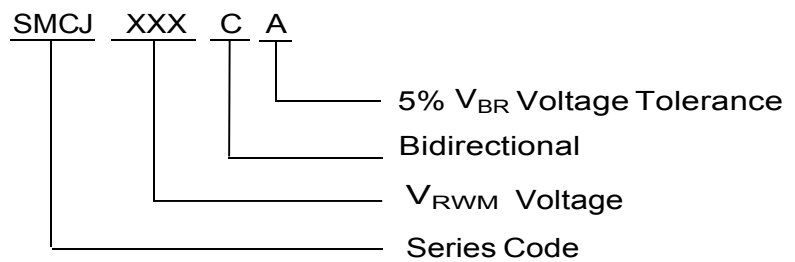 SMCJ XXX C A
5% VBR Voltage Tolerance
Bidirectional
VRWM Voltage
Series Code